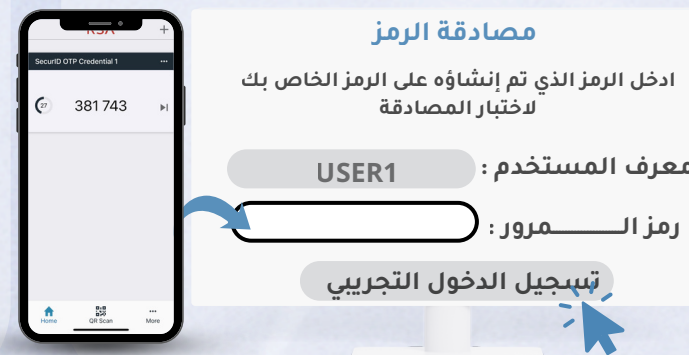 RSA
SecurID OTP Credential 1
27
381 743
Home
QR Scan
More
مصادقة الرمز
ادخل الرمز الذي تم إنشاؤه على الرمز الخاص بك
لاختبار المصادقة
معرف المستخدم :
USER1
رمز المرور :
تسجيل الدخول التجريبي